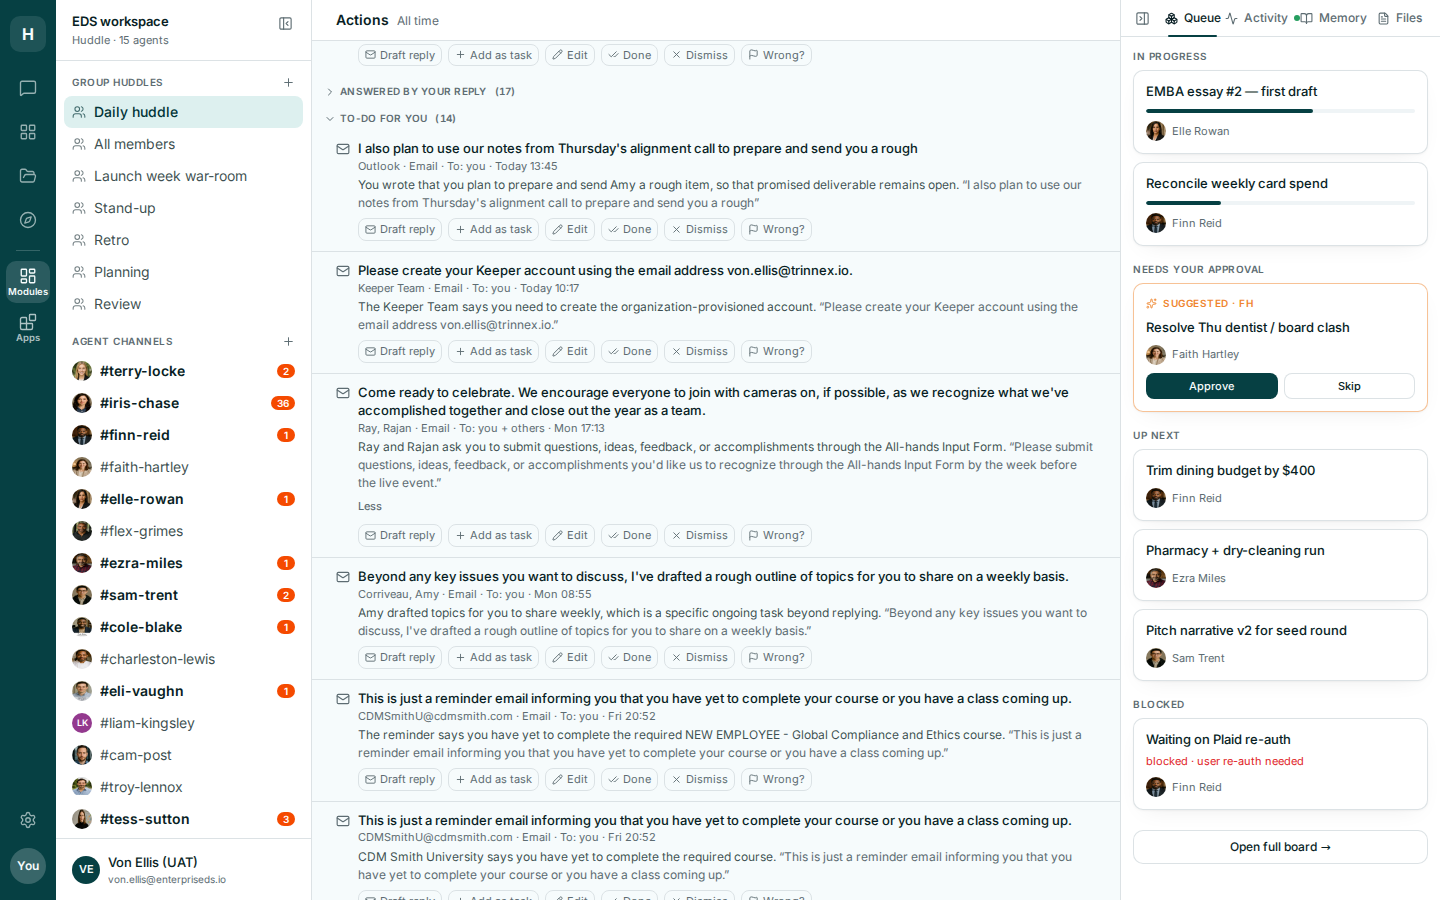 H
Modules
Apps
You
EDS workspace
Huddle · 15 agents
GROUP HUDDLES
Daily huddle
All members
Launch week war-room
Stand-up
Retro
Planning
Review
AGENT CHANNELS
#terry-locke 2
#iris-chase 36
#finn-reid 1
#faith-hartley
#elle-rowan 1
#flex-grimes
#ezra-miles 1
#sam-trent 2
#cole-blake 1
#charleston-lewis
#eli-vaughn 1
LK #liam-kingsley
#cam-post
#troy-lennox
#tess-sutton 3
VE
Von Ellis (UAT)
von.ellis@enterpriseds.io
Actions All time
Draft reply Add as task Edit Done Dismiss Wrong?
ANSWERED BY YOUR REPLY (17)
TO-DO FOR YOU (14)
I also plan to use our notes from Thursday's alignment call to prepare and send you a rough
Outlook · Email · To: you · Today 13:45
You wrote that you plan to prepare and send Amy a rough item, so that promised deliverable remains open. “I also plan to use our
notes from Thursday's alignment call to prepare and send you a rough”
Draft reply Add as task Edit Done Dismiss Wrong?
Please create your Keeper account using the email address von.ellis@trinnex.io.
Keeper Team · Email · To: you · Today 10:17
The Keeper Team says you need to create the organization-provisioned account. “Please create your Keeper account using the
email address von.ellis@trinnex.io.”
Draft reply Add as task Edit Done Dismiss Wrong?
Come ready to celebrate. We encourage everyone to join with cameras on, if possible, as we recognize what we've
accomplished together and close out the year as a team.
Ray, Rajan · Email · To: you + others · Mon 17:13
Ray and Rajan ask you to submit questions, ideas, feedback, or accomplishments through the All-hands Input Form. “Please submit
questions, ideas, feedback, or accomplishments you'd like us to recognize through the All-hands Input Form by the week before
the live event.”
Less
Draft reply Add as task Edit Done Dismiss Wrong?
Beyond any key issues you want to discuss, I've drafted a rough outline of topics for you to share on a weekly basis.
Corriveau, Amy · Email · To: you · Mon 08:55
Amy drafted topics for you to share weekly, which is a specific ongoing task beyond replying. “Beyond any key issues you want to
discuss, I've drafted a rough outline of topics for you to share on a weekly basis.”
Draft reply Add as task Edit Done Dismiss Wrong?
This is just a reminder email informing you that you have yet to complete your course or you have a class coming up.
CDMSmithU@cdmsmith.com · Email · To: you · Fri 20:52
The reminder says you have yet to complete the required NEW EMPLOYEE - Global Compliance and Ethics course. “This is just a
reminder email informing you that you have yet to complete your course or you have a class coming up.”
Draft reply Add as task Edit Done Dismiss Wrong?
This is just a reminder email informing you that you have yet to complete your course or you have a class coming up.
CDMSmithU@cdmsmith.com · Email · To: you · Fri 20:52
CDM Smith University says you have yet to complete the required course. “This is just a reminder email informing you that you
have yet to complete your course or you have a class coming up.”
Draft reply Add as task Edit Done Dismiss Wrong?
Queue Activity Memory Files
IN PROGRESS
EMBA essay #2 — first draft
Elle Rowan
Reconcile weekly card spend
Finn Reid
NEEDS YOUR APPROVAL
SUGGESTED · FH
Resolve Thu dentist / board clash
Faith Hartley
Approve Skip
UP NEXT
Trim dining budget by $400
Finn Reid
Pharmacy + dry-cleaning run
Ezra Miles
Pitch narrative v2 for seed round
Sam Trent
BLOCKED
Waiting on Plaid re-auth
blocked · user re-auth needed
Finn Reid
Open full board →